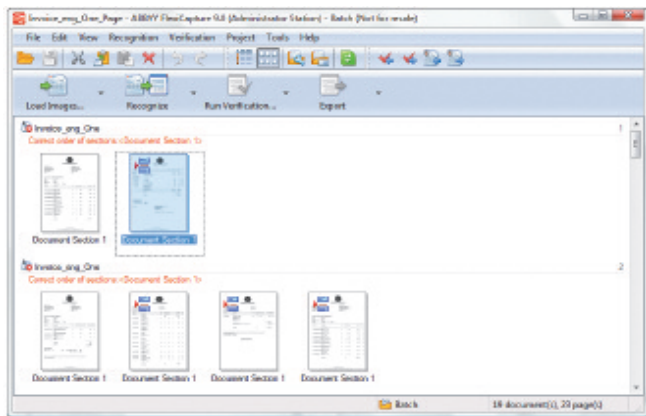 Invoice_eng_One_Page - ABBYY FlexiCapture 9.0 (Administrator Station) - Batch (Not for resale)
File Edit View Recognition Verification Project Tools Help
Load Images... Recognize Run Verification... Export
Invoice_eng_One 1
Correct order of sections:<Document Section 1>
Document Section 1 Document Section 1
Invoice_eng_One 2
Correct order of sections:<Document Section 1>
Document Section 1 Document Section 1 Document Section 1 Document Section 1
Batch document(s), 23 page(s)